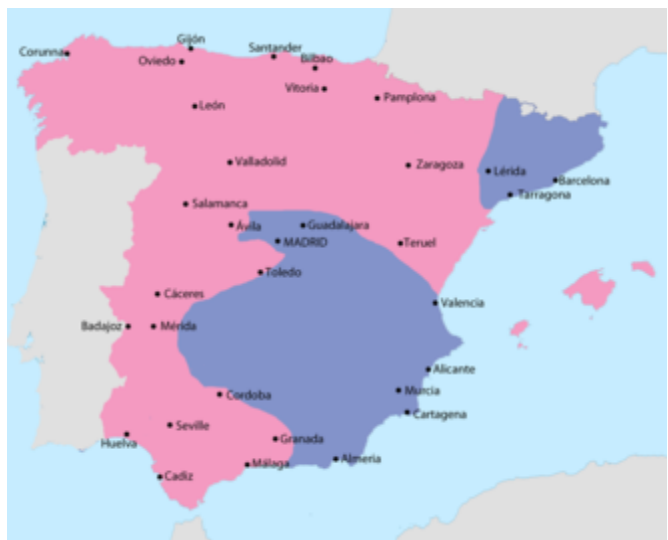 Gijón
Corunna
Santander
Oviedo
Bilbao
Vitoria
Pamplona
León
Valladolid
Zaragoza
Lérida
Barcelona
Tarragona
Salamanca
Ávila
Guadalajara
MADRID
Teruel
Toledo
Cáceres
Valencia
Badajoz
Mérida
Alicante
Murcia
Cordoba
Cartagena
Seville
Huelva
Granada
Málaga
Almeria
Cadiz